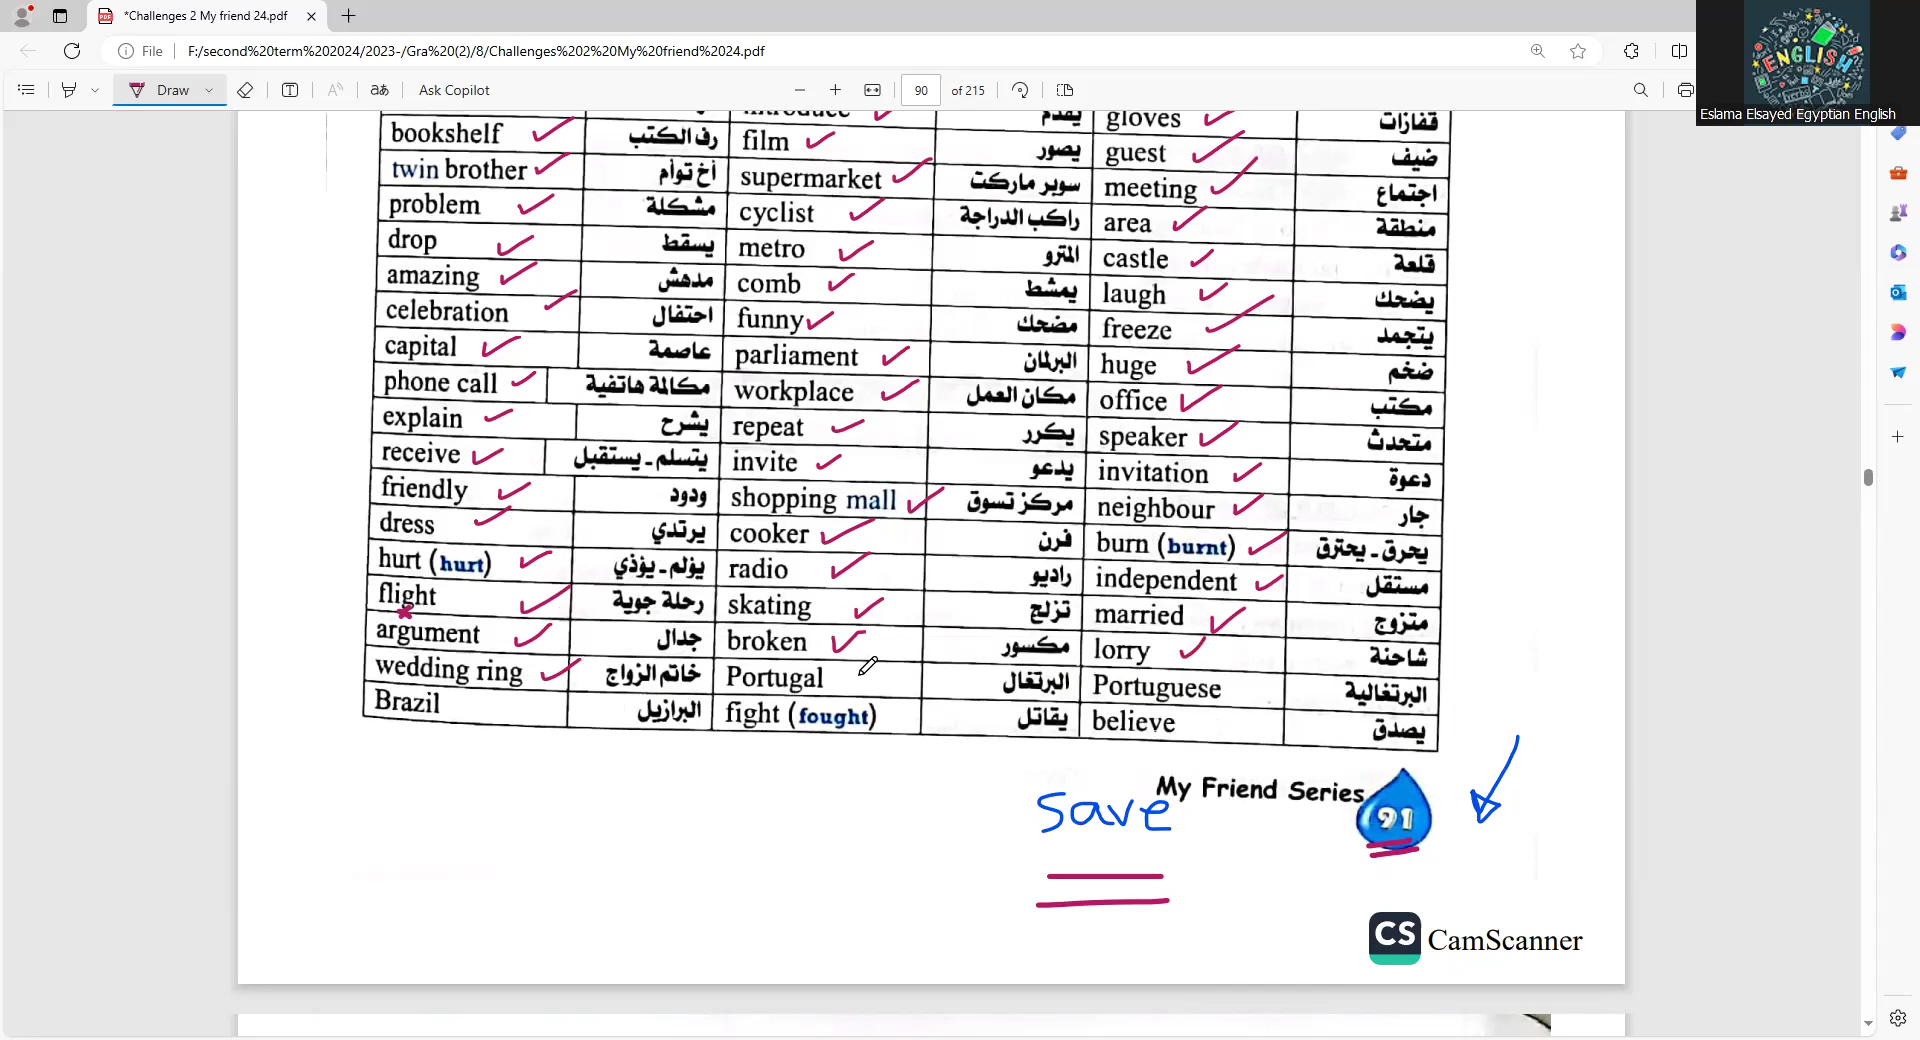 *Challenges 2 My friend 24.pdf
File F:/second%20term%202024/2023-/Gra%20(2)/8/Challenges%202%20My%20friend%2024.pdf
Draw aあ Ask Copilot 90 of 215
ENGLISH
Eslama Elsayed Egyptian English
introduce يقدم gloves قفازات
bookshelf رف الكتب film يصور guest ضيف
twin brother أخ توأم supermarket سوبر ماركت meeting اجتماع
problem مشكلة cyclist راكب الدراجة area منطقة
drop يسقط metro المترو castle قلعة
amazing مدهش comb يمشط laugh يضحك
celebration احتفال funny مضحك freeze يتجمد
capital عاصمة parliament البرلمان huge ضخم
phone call مكالمة هاتفية workplace مكان العمل office مكتب
explain يشرح repeat يكرر speaker متحدث
receive يتسلم - يستقبل invite يدعو invitation دعوة
friendly ودود shopping mall مركز تسوق neighbour جار
dress يرتدي cooker فرن burn (burnt) يحرق - يحترق
hurt (hurt) يؤلم - يؤذي radio راديو independent مستقل
flight رحلة جوية skating تزلج married متزوج
argument جدال broken مكسور lorry شاحنة
wedding ring خاتم الزواج Portugal البرتغال Portuguese البرتغالية
Brazil البرازيل fight (fought) يقاتل believe يصدق
My Friend Series 91
save
CS CamScanner